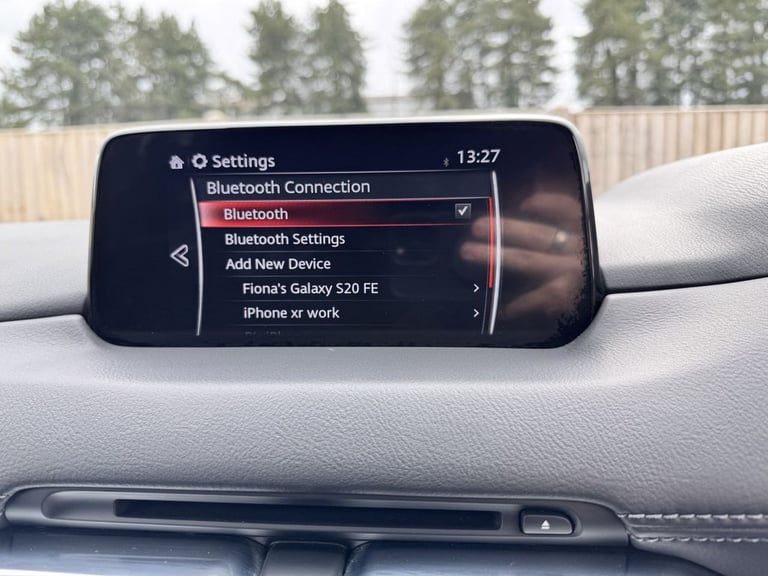 Settings
13:27
Bluetooth Connection
Bluetooth
Bluetooth Settings
Add New Device
Fiona's Galaxy S20 FE
iPhone xr work